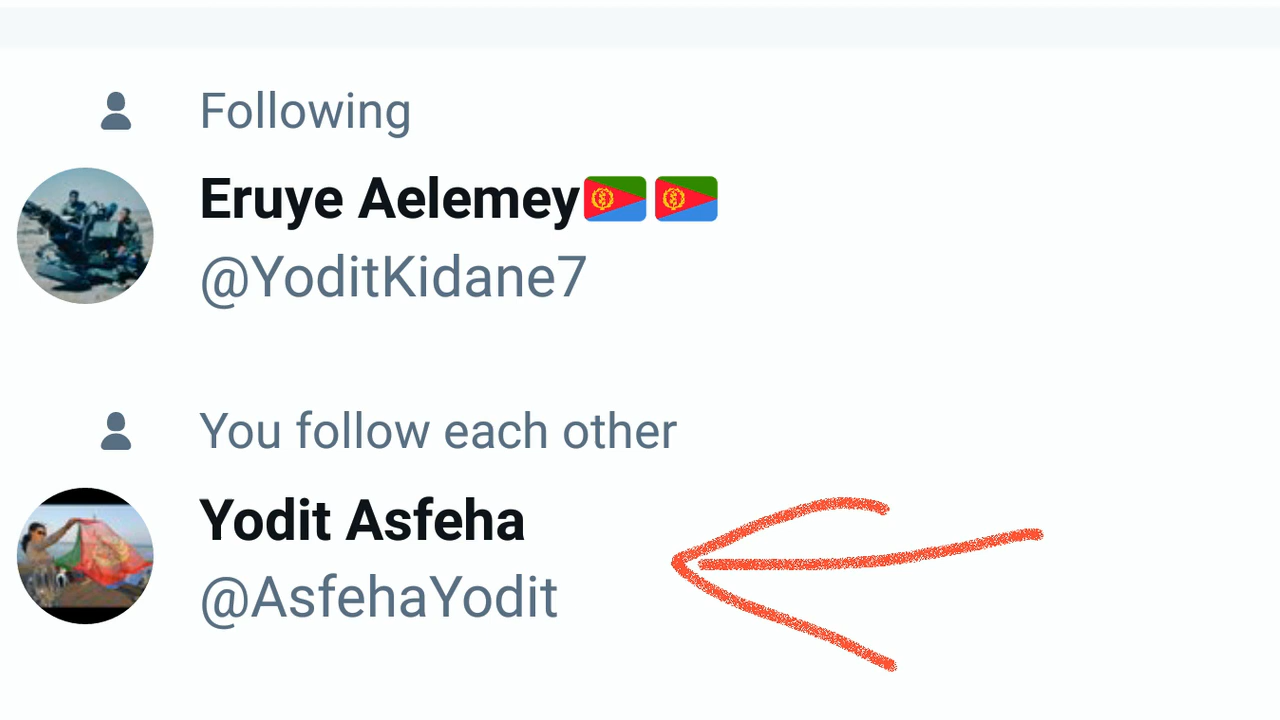 Following
Eruye Aelemey🇪🇷🇪🇷
@YoditKidane7
You follow each other
Yodit Asfeha
@AsfehaYodit